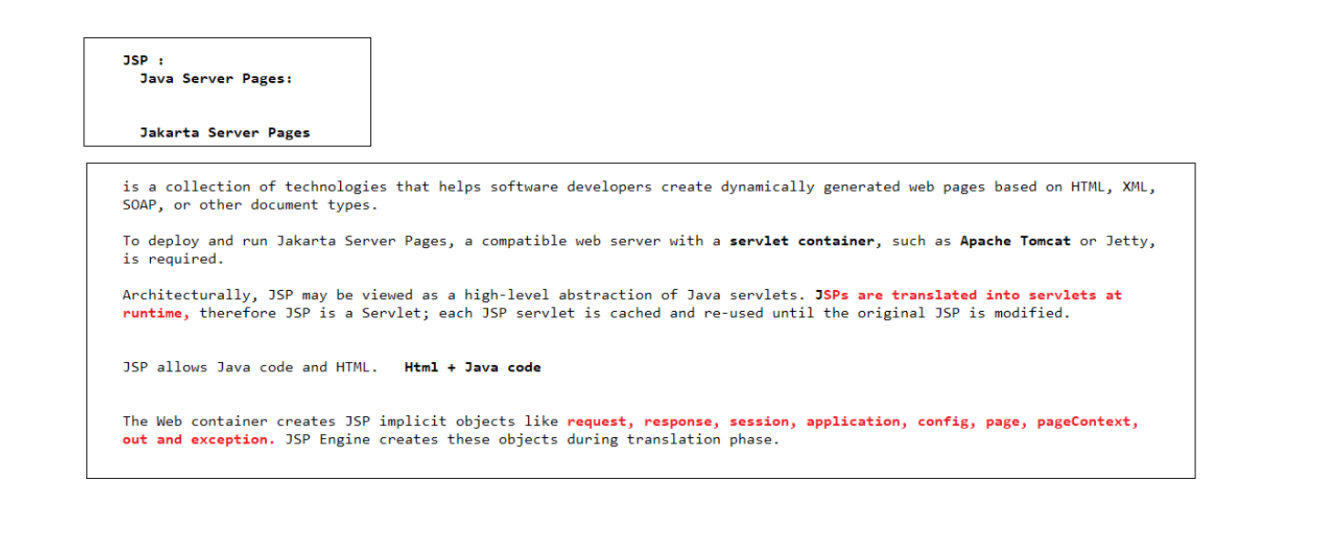 JSP :
Java Server Pages:
Jakarta Server Pages
is a collection of technologies that helps software developers create dynamically generated web pages based on HTML, XML,
SOAP, or other document types.
To deploy and run Jakarta Server Pages, a compatible web server with a servlet container, such as Apache Tomcat or Jetty,
is required.
Architecturally, JSP may be viewed as a high-level abstraction of Java servlets. JSPs are translated into servlets at
runtime, therefore JSP is a Servlet; each JSP servlet is cached and re-used until the original JSP is modified.
JSP allows Java code and HTML.   Html + Java code
The Web container creates JSP implicit objects like request, response, session, application, config, page, pageContext,
out and exception. JSP Engine creates these objects during translation phase.